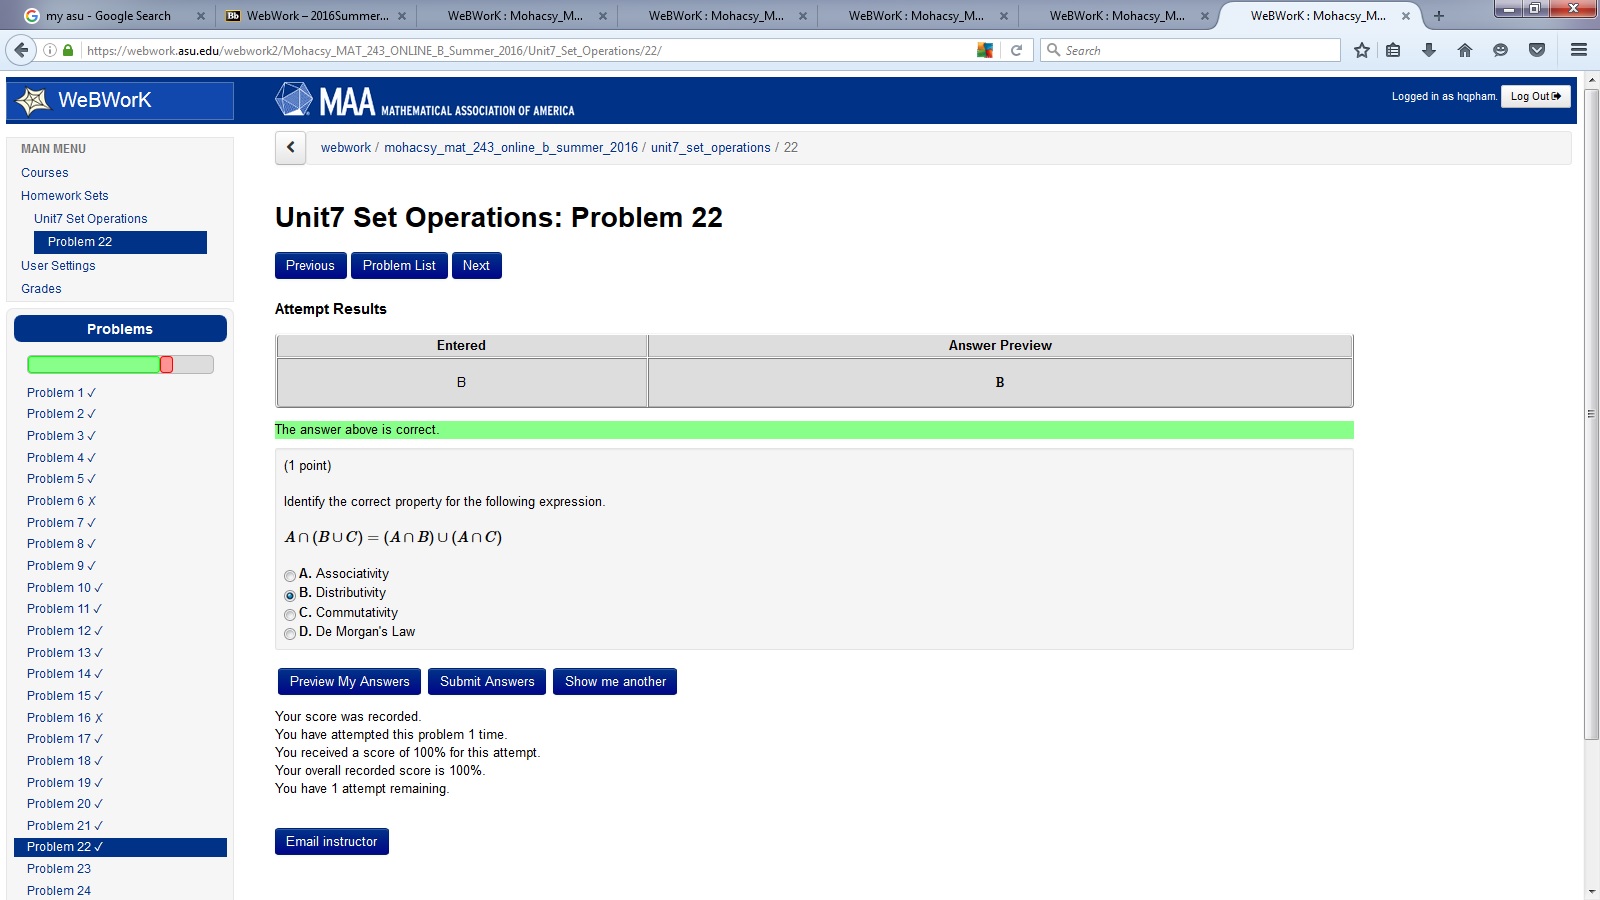 my asu - Google Search
Bb WebWork – 2016Summer...
WeBWorK : Mohacsy_M...
WeBWorK : Mohacsy_M...
WeBWorK : Mohacsy_M...
WeBWorK : Mohacsy_M...
WeBWorK : Mohacsy_M...
https://webwork.asu.edu/webwork2/Mohacsy_MAT_243_ONLINE_B_Summer_2016/Unit7_Set_Operations/22/
Search
WeBWorK
MAA MATHEMATICAL ASSOCIATION OF AMERICA
Logged in as hqpham.
Log Out
MAIN MENU
Courses
Homework Sets
Unit7 Set Operations
Problem 22
User Settings
Grades
Problems
Problem 1 ✓
Problem 2 ✓
Problem 3 ✓
Problem 4 ✓
Problem 5 ✓
Problem 6 ✗
Problem 7 ✓
Problem 8 ✓
Problem 9 ✓
Problem 10 ✓
Problem 11 ✓
Problem 12 ✓
Problem 13 ✓
Problem 14 ✓
Problem 15 ✓
Problem 16 ✗
Problem 17 ✓
Problem 18 ✓
Problem 19 ✓
Problem 20 ✓
Problem 21 ✓
Problem 22 ✓
Problem 23
Problem 24
webwork / mohacsy_mat_243_online_b_summer_2016 / unit7_set_operations / 22
Unit7 Set Operations: Problem 22
Previous
Problem List
Next
Attempt Results
Entered
Answer Preview
B
B
The answer above is correct.
(1 point)
Identify the correct property for the following expression.
A ∩ (B ∪ C) = (A ∩ B) ∪ (A ∩ C)
A. Associativity
B. Distributivity
C. Commutativity
D. De Morgan's Law
Preview My Answers
Submit Answers
Show me another
Your score was recorded.
You have attempted this problem 1 time.
You received a score of 100% for this attempt.
Your overall recorded score is 100%.
You have 1 attempt remaining.
Email instructor